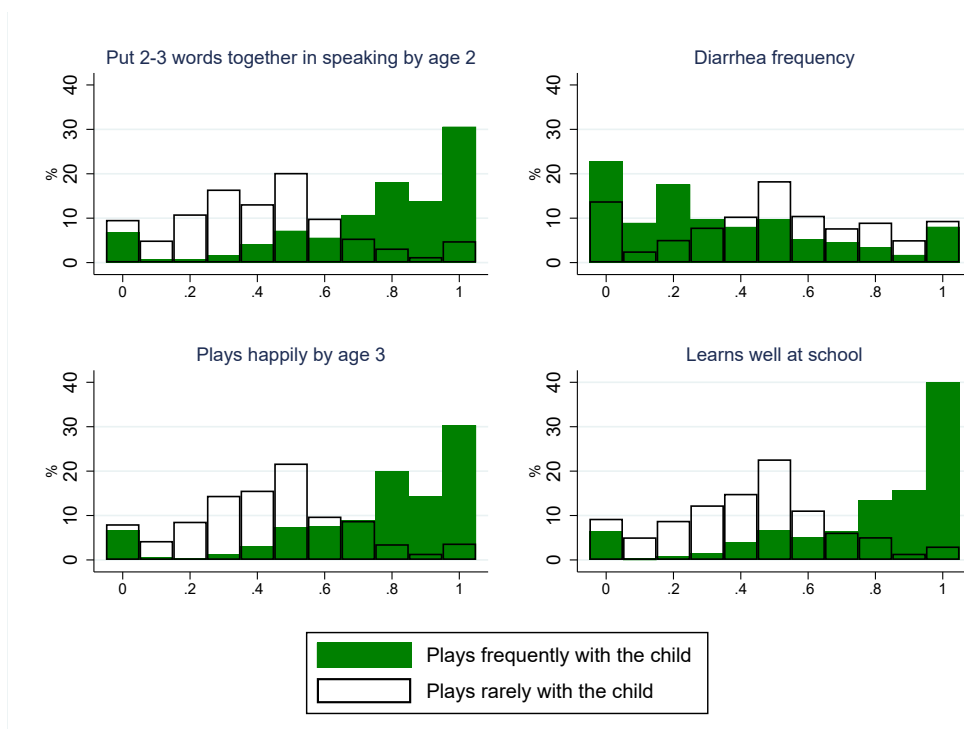 Put 2-3 words together in speaking by age 2
%
0 10 20 30 40
0 .2 .4 .6 .8 1
Diarrhea frequency
%
0 10 20 30 40
0 .2 .4 .6 .8 1
Plays happily by age 3
%
0 10 20 30 40
0 .2 .4 .6 .8 1
Learns well at school
%
0 10 20 30 40
0 .2 .4 .6 .8 1
Plays frequently with the child
Plays rarely with the child